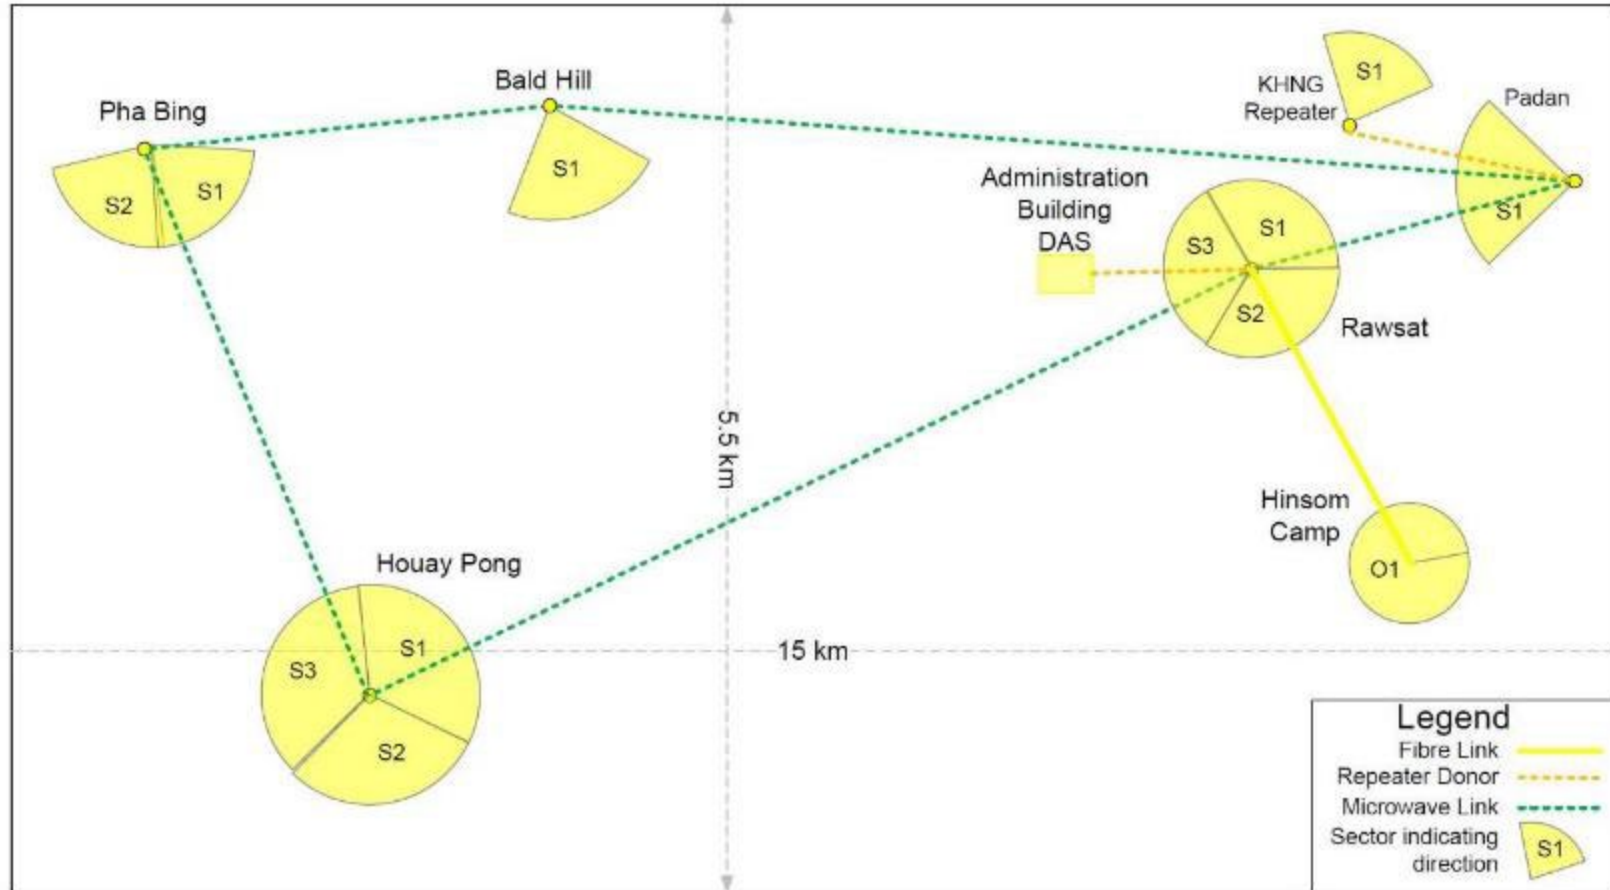 Bald Hill
Pha Bing
S2
S1
S1
KHNG
Repeater
S1
Padan
S1
Administration
Building
DAS
S1
S3
S2
Rawsat
5.5 km
Hinsom
Camp
O1
Houay Pong
S1
S3
S2
15 km
Legend
Fibre Link
Repeater Donor
Microwave Link
Sector indicating
direction
S1